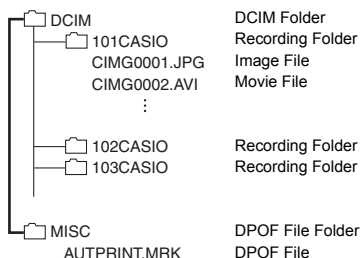 DCIM DCIM Folder
101CASIO Recording Folder
CIMG0001.JPG Image File
CIMG0002.AVI Movie File
102CASIO Recording Folder
103CASIO Recording Folder
MISC DPOF File Folder
AUTPRINT.MRK DPOF File